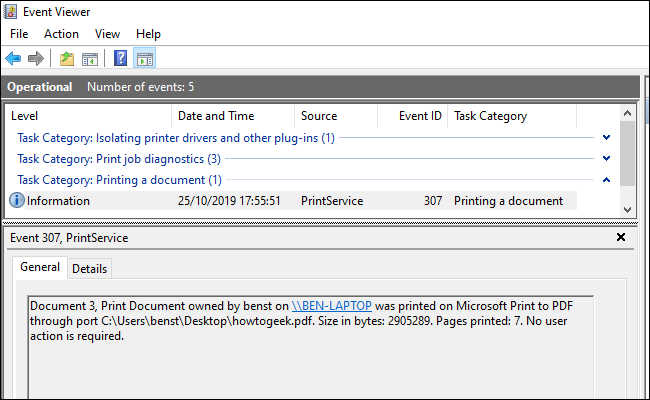 Event Viewer
File Action View Help
Operational Number of events: 5
Level Date and Time Source Event ID Task Category
Task Category: Isolating printer drivers and other plug-ins (1)
Task Category: Print job diagnostics (3)
Task Category: Printing a document (1)
Information 25/10/2019 17:55:51 PrintService 307 Printing a document
Event 307, PrintService
General Details
Document 3, Print Document owned by benst on \\BEN-LAPTOP was printed on Microsoft Print to PDF
through port C:\Users\benst\Desktop\howtogeek.pdf. Size in bytes: 2905289. Pages printed: 7. No user
action is required.